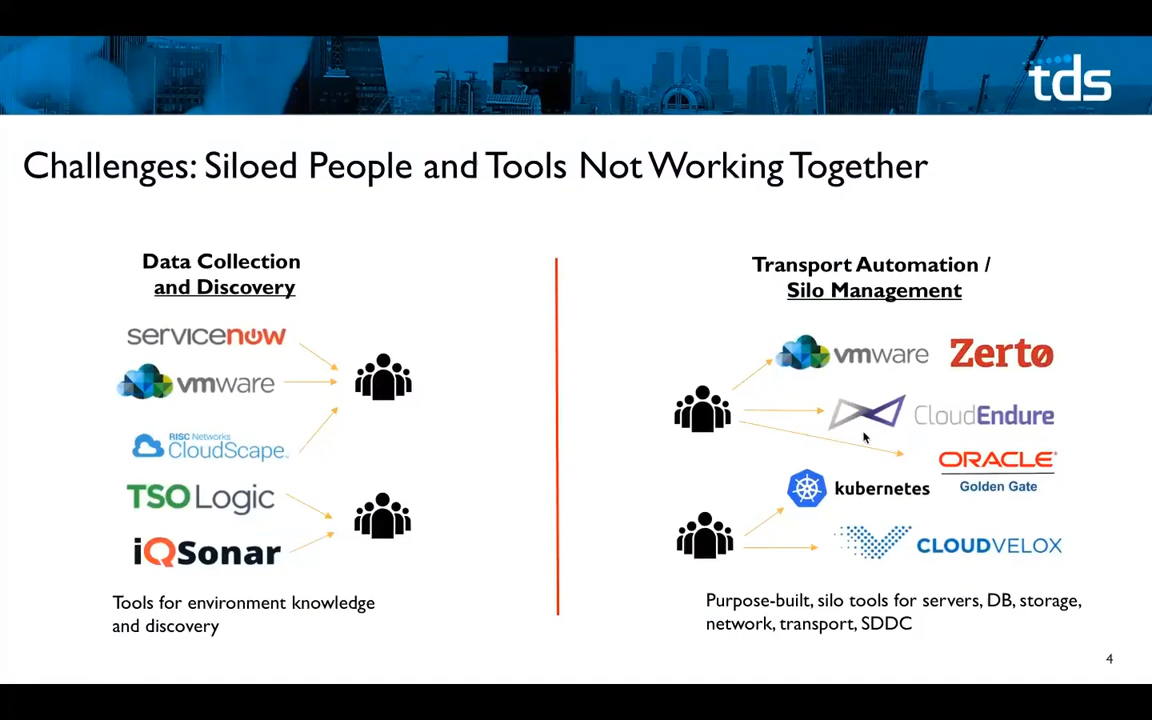 tds
Challenges: Siloed People and Tools Not Working Together
Data Collection
and Discovery
servicenow
vmware
RISC Networks
CloudScape
TSO Logic
iQSonar
Tools for environment knowledge
and discovery
Transport Automation /
Silo Management
vmware Zerto
CloudEndure
ORACLE
Golden Gate
kubernetes
CLOUDVELOX
Purpose-built, silo tools for servers, DB, storage,
network, transport, SDDC
4